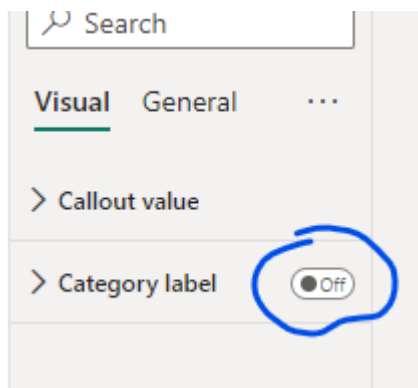 Search
Visual General ...
Callout value
Category label Off